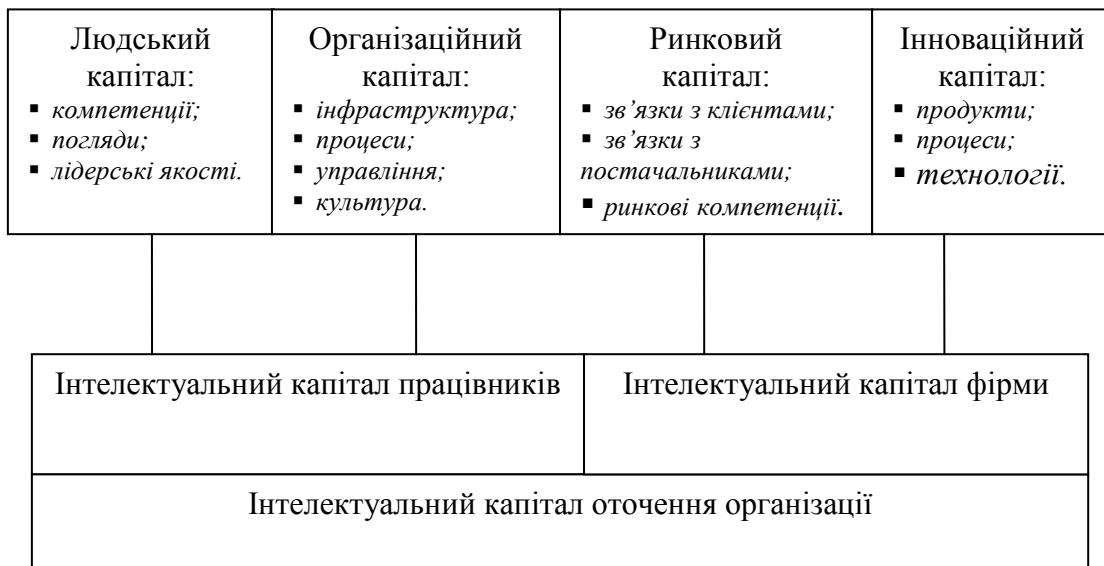 Людський
капітал:
▪ компетенції;
▪ погляди;
▪ лідерські якості.
Організаційний
капітал:
▪ інфраструктура;
▪ процеси;
▪ управління;
▪ культура.
Ринковий
капітал:
▪ зв’язки з клієнтами;
▪ зв’язки з
постачальниками;
▪ ринкові компетенції.
Інноваційний
капітал:
▪ продукти;
▪ процеси;
▪ технології.
Інтелектуальний капітал працівників
Інтелектуальний капітал фірми
Інтелектуальний капітал оточення організації